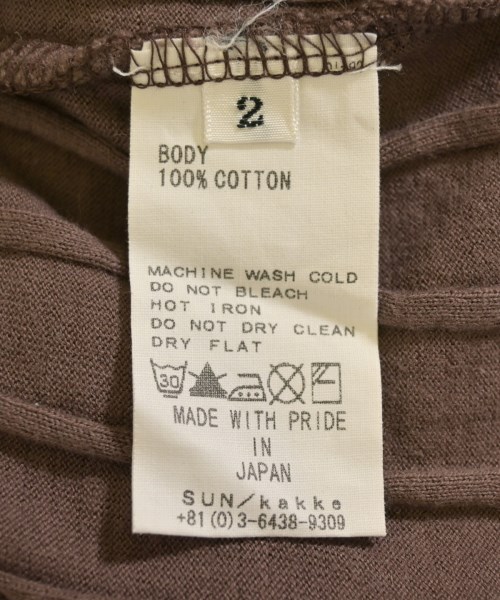 2
BODY
100% COTTON
MACHINE WASH COLD
DO NOT BLEACH
HOT IRON
DO NOT DRY CLEAN
DRY FLAT
30
MADE WITH PRIDE
IN
JAPAN
SUN/kakke
+81(0)3-6438-9309